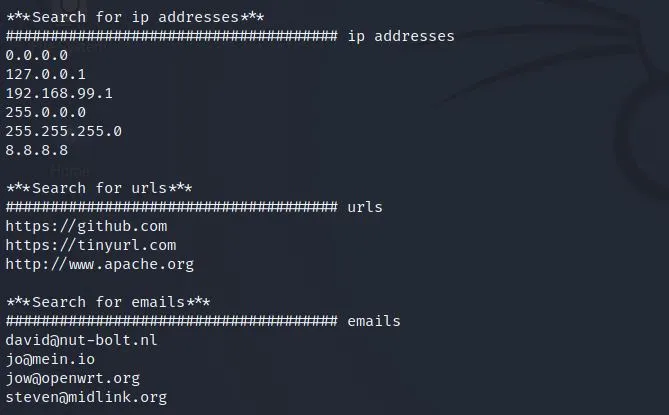 ***Search for ip addresses***
##################################### ip addresses
0.0.0.0
127.0.0.1
192.168.99.1
255.0.0.0
255.255.255.0
8.8.8.8
Home
***Search for urls***
##################################### urls
https://github.com
https://tinyurl.com
http://www.apache.org
***Search for emails***
##################################### emails
david@nut-bolt.nl
jo@mein.io
jow@openwrt.org
steven@midlink.org